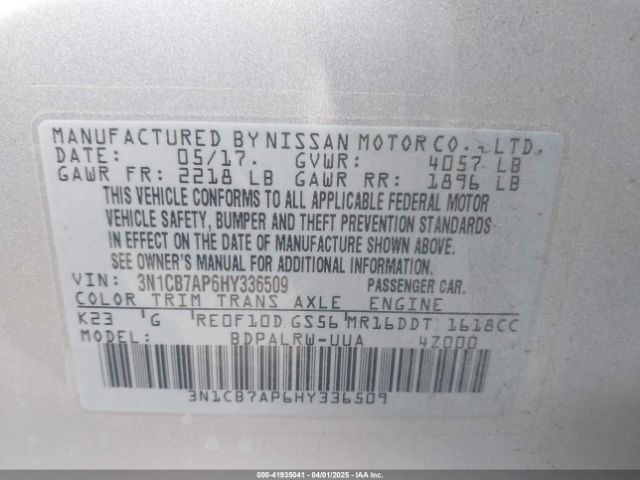 MANUFACTURED BY NISSAN MOTOR CO., LTD.
DATE: 05/17. GVWR: 4057 LB
GAWR FR: 2218 LB GAWR RR: 1896 LB
THIS VEHICLE CONFORMS TO ALL APPLICABLE FEDERAL MOTOR
VEHICLE SAFETY, BUMPER AND THEFT PREVENTION STANDARDS
IN EFFECT ON THE DATE OF MANUFACTURE SHOWN ABOVE.
SEE OWNER'S MANUAL FOR ADDITIONAL INFORMATION.
VIN: 3N1CB7AP6HY336509 PASSENGER CAR.
COLOR TRIM TRANS AXLE ENGINE
K23 G RE0F10D GS56 MR16DDT 1618CC
MODEL: BDPALRW-UUA 4Z000
3N1CB7AP6HY336509
000-41935041 - 04/01/2025 - IAAI.COM